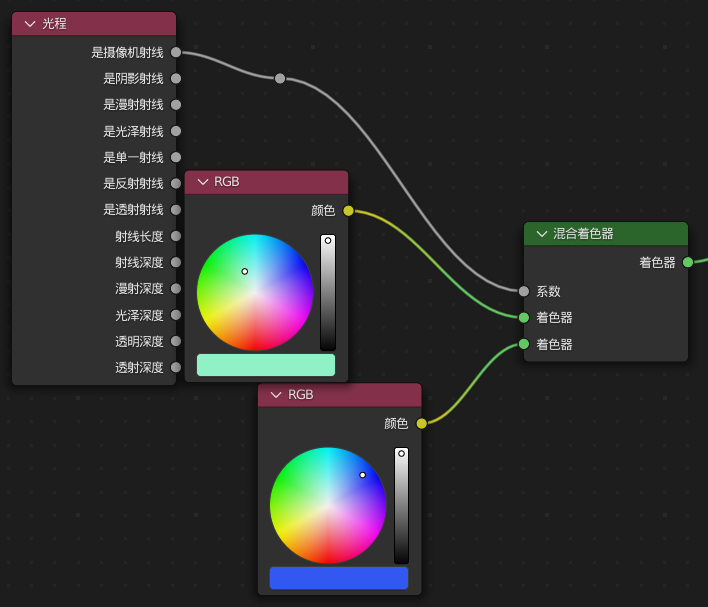 光程
是摄像机射线
是阴影射线
是漫射射线
是光泽射线
是单一射线
是反射射线
是透射射线
射线长度
射线深度
漫射深度
光泽深度
透明深度
透射深度
RGB
颜色
RGB
颜色
混合着色器
着色器
系数
着色器
着色器